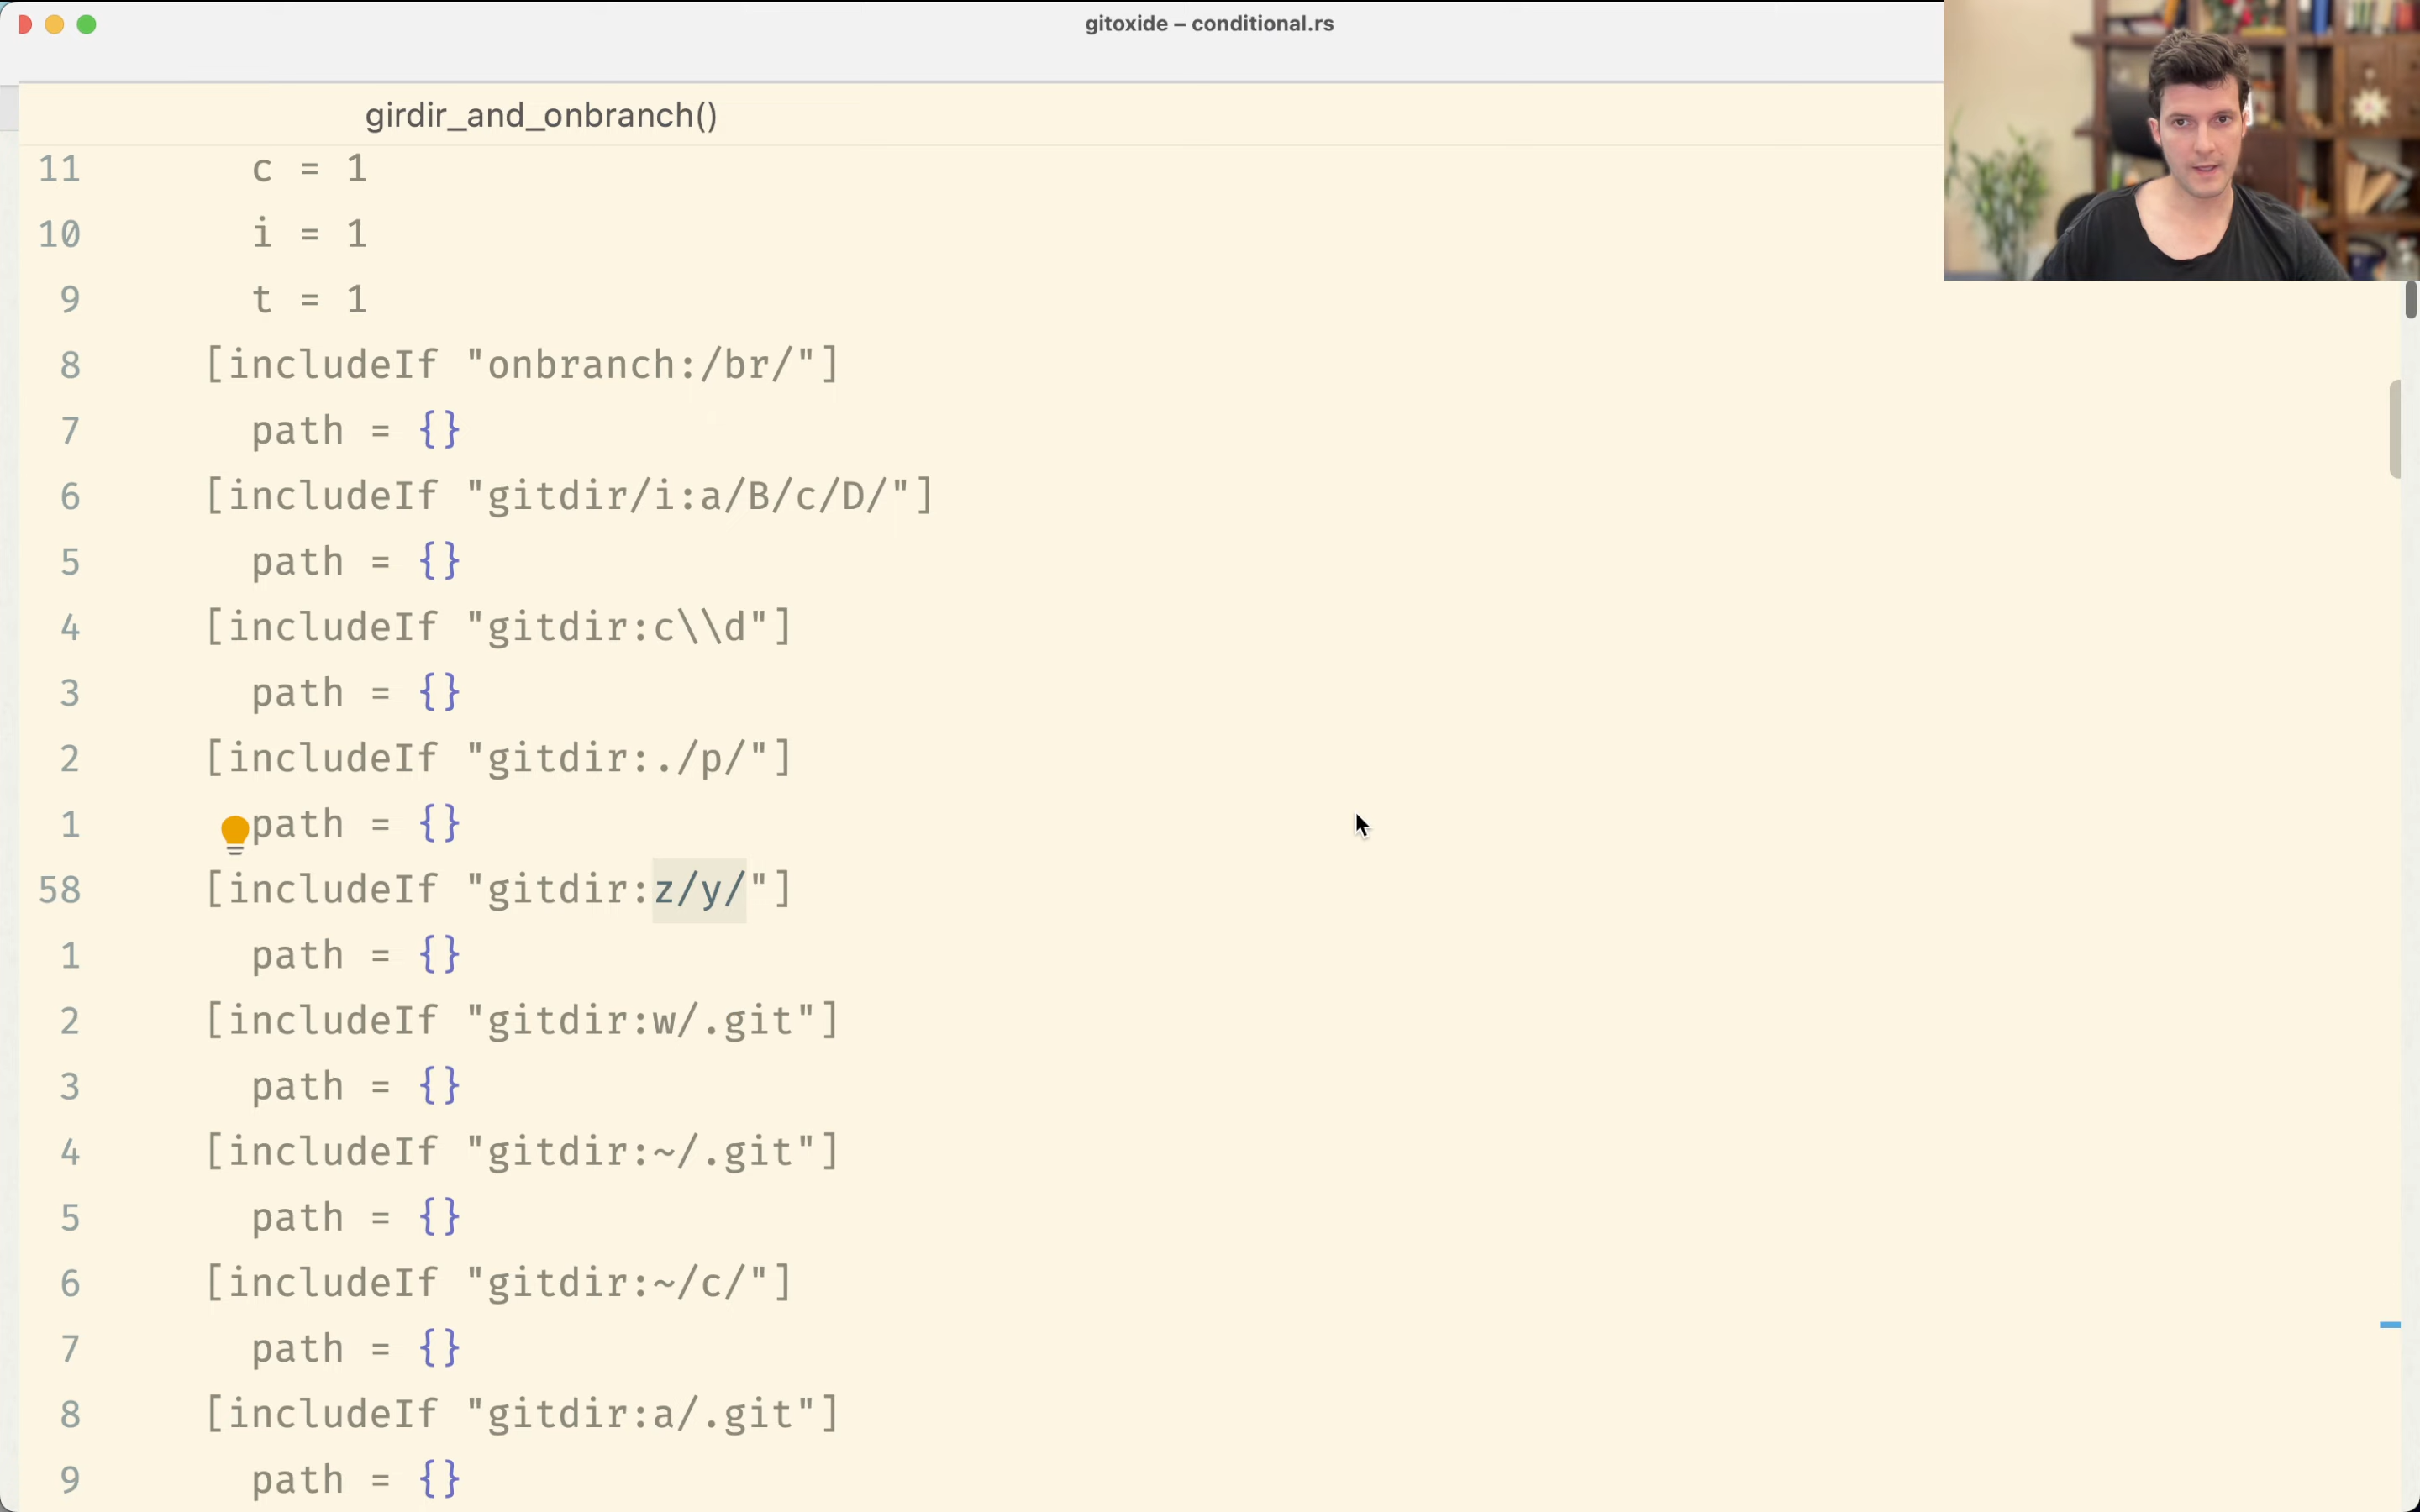 gitoxide – conditional.rs
girdir_and_onbranch()
11 c = 1
10 i = 1
9 t = 1
8 [includeIf "onbranch:/br/"]
7 path = {}
6 [includeIf "gitdir/i:a/B/c/D/"]
5 path = {}
4 [includeIf "gitdir:c\\d"]
3 path = {}
2 [includeIf "gitdir:./p/"]
1 path = {}
58 [includeIf "gitdir:z/y/"]
1 path = {}
2 [includeIf "gitdir:w/.git"]
3 path = {}
4 [includeIf "gitdir:~/.git"]
5 path = {}
6 [includeIf "gitdir:~/c/"]
7 path = {}
8 [includeIf "gitdir:a/.git"]
9 path = {}